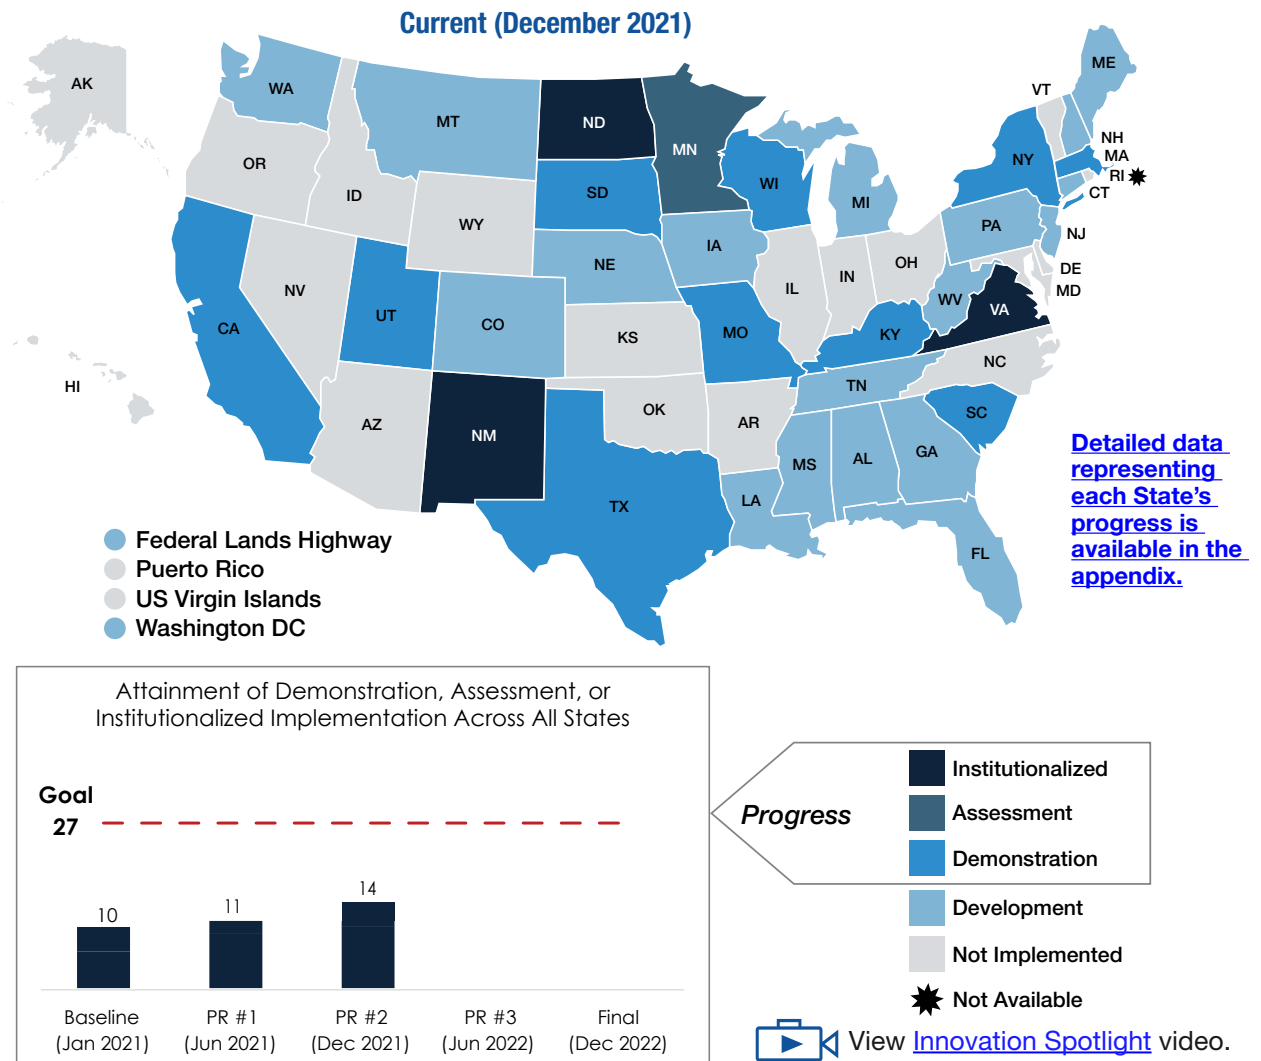 Current (December 2021)
AK
WA
MT
ND
MN
ME
VT
NH
MA
RI
CT
NY
OR
ID
WY
SD
WI
MI
PA
NJ
IA
NE
NV
UT
CO
CA
IL
IN
OH
DE
MD
WV
VA
KS
MO
KY
NC
TN
HI
AZ
NM
OK
AR
SC
MS
AL
GA
TX
LA
FL
Detailed data
representing
each State’s
progress is
available in the
appendix.
Federal Lands Highway
Puerto Rico
US Virgin Islands
Washington DC
Attainment of Demonstration, Assessment, or
Institutionalized Implementation Across All States
Goal
27
10
11
14
Baseline
(Jan 2021)
PR #1
(Jun 2021)
PR #2
(Dec 2021)
PR #3
(Jun 2022)
Final
(Dec 2022)
Progress
Institutionalized
Assessment
Demonstration
Development
Not Implemented
Not Available
View Innovation Spotlight video.